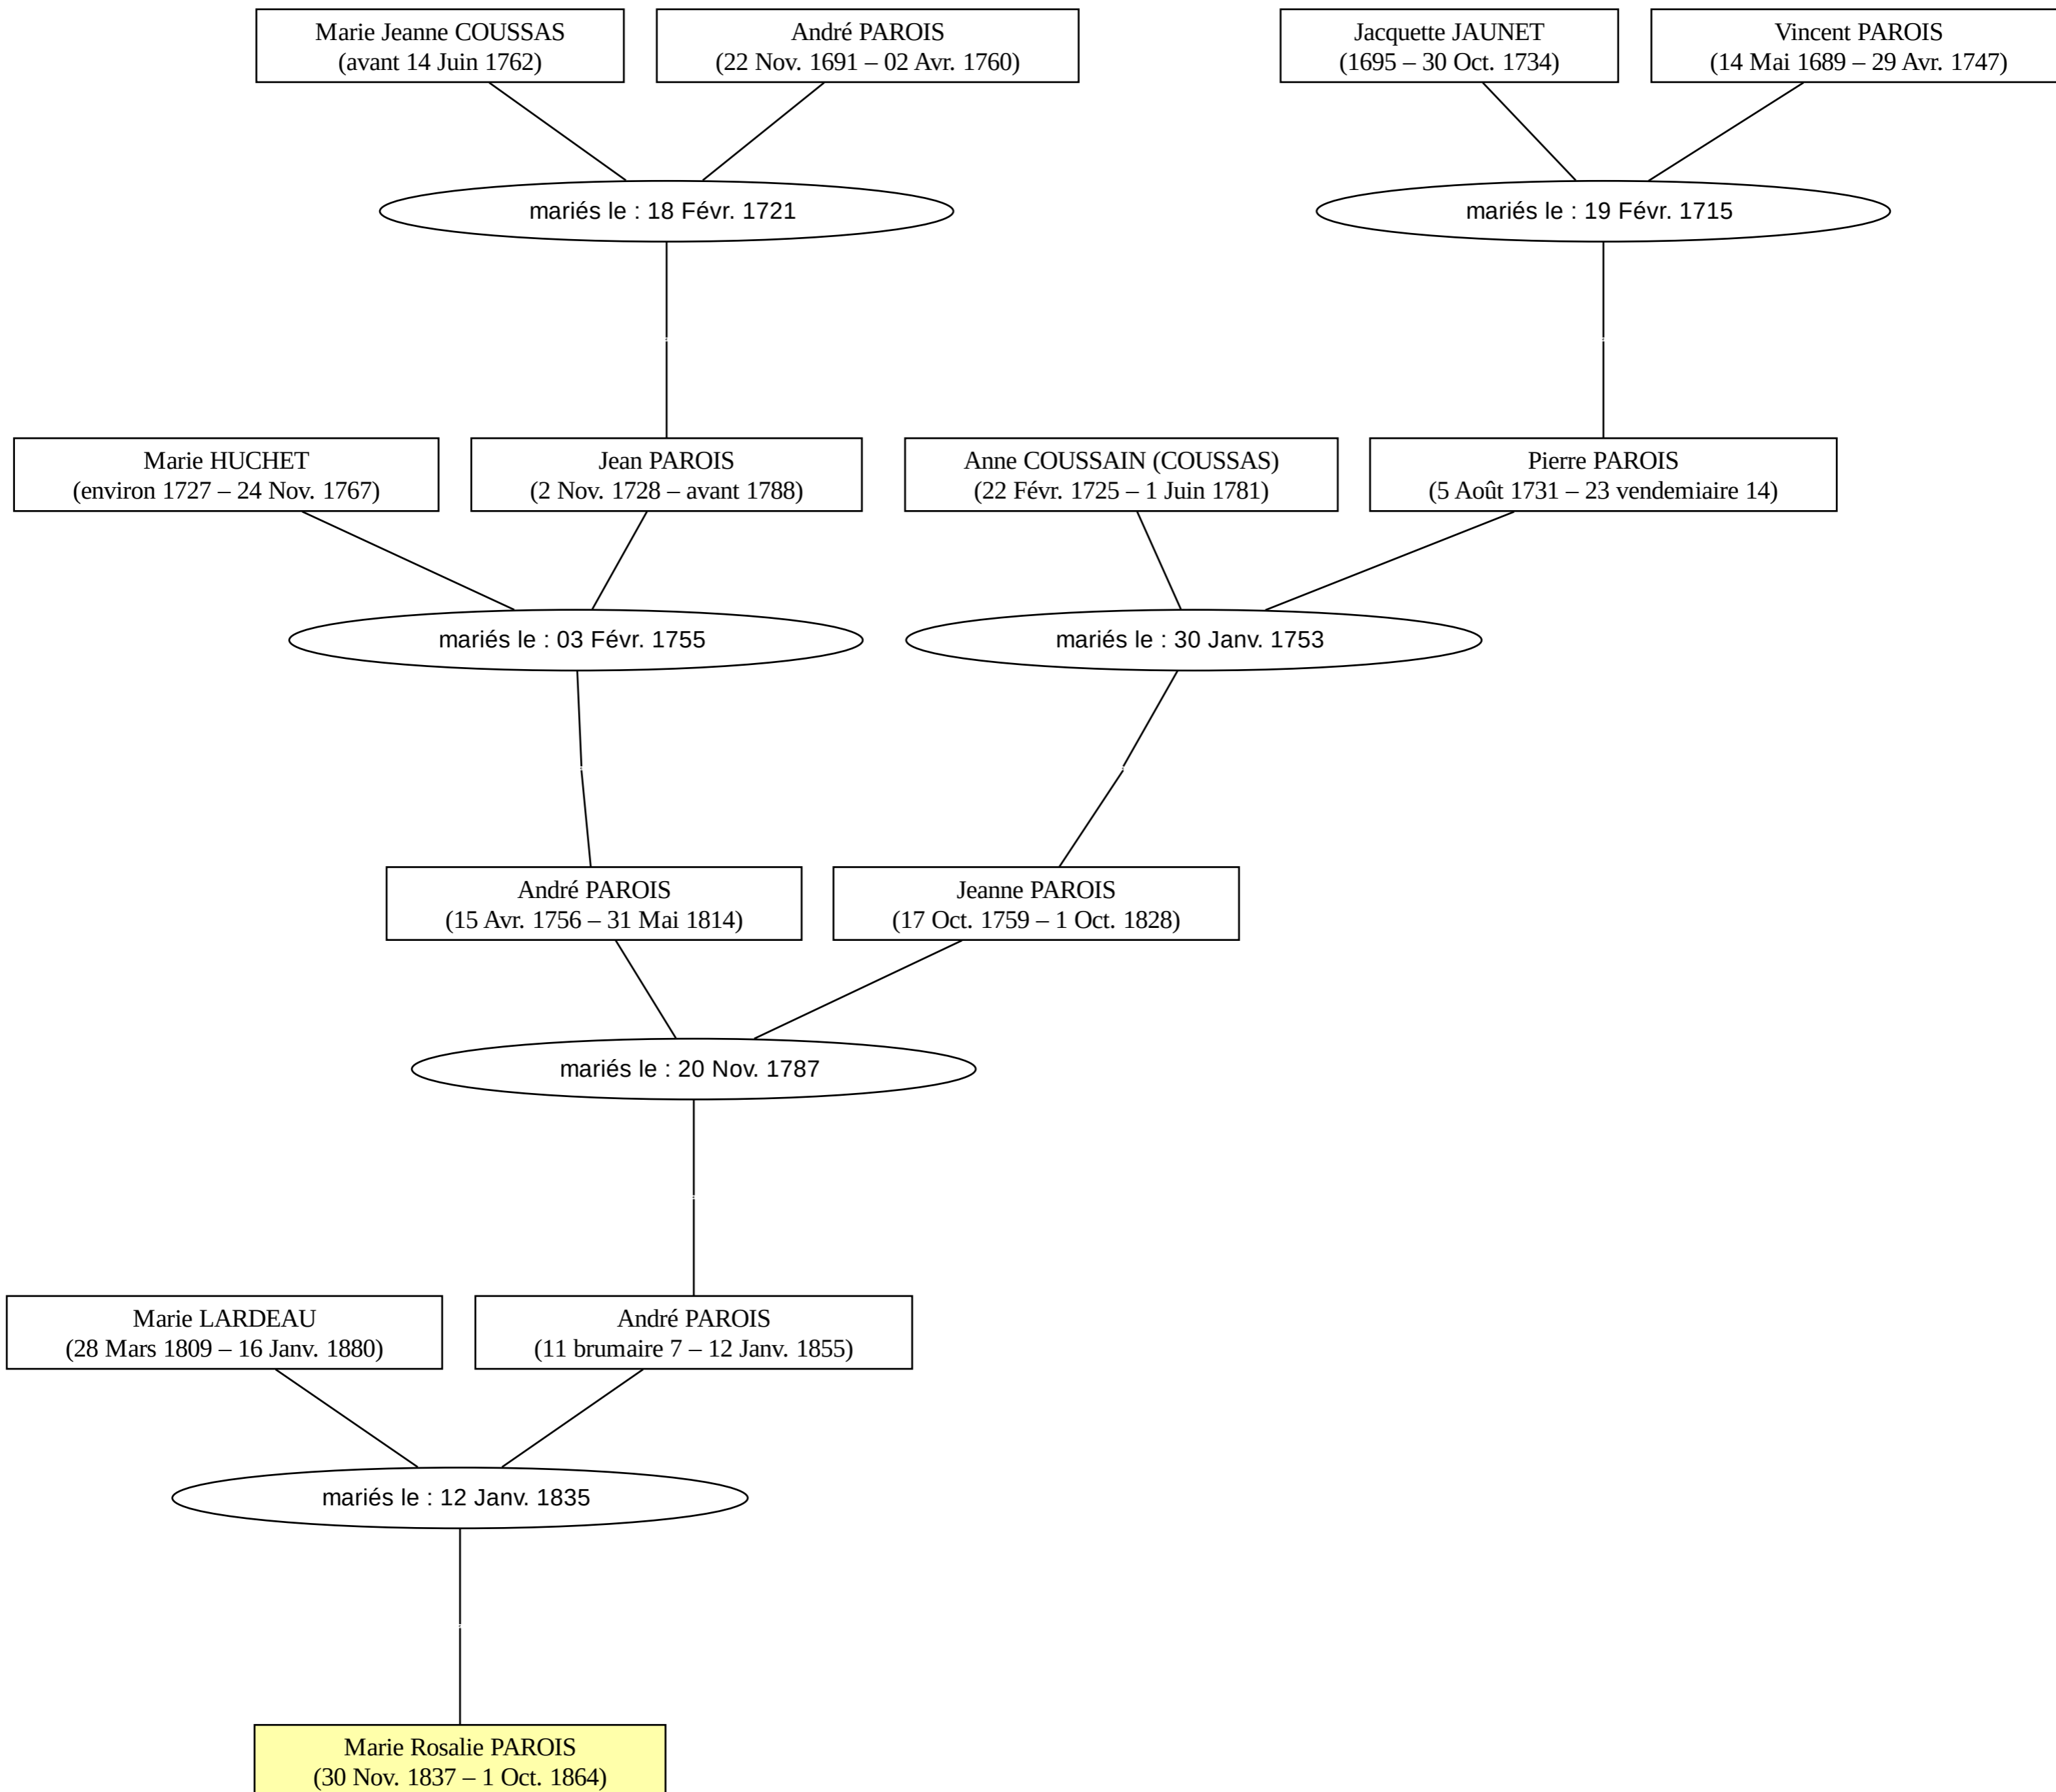 Marie Jeanne COUSSAS
(avant 14 Juin 1762)
André PAROIS
(22 Nov. 1691 – 02 Avr. 1760)
Jacquette JAUNET
(1695 – 30 Oct. 1734)
Vincent PAROIS
(14 Mai 1689 – 29 Avr. 1747)
mariés le : 18 Févr. 1721
mariés le : 19 Févr. 1715
Marie HUCHET
(environ 1727 – 24 Nov. 1767)
Jean PAROIS
(2 Nov. 1728 – avant 1788)
Anne COUSSAIN (COUSSAS)
(22 Févr. 1725 – 1 Juin 1781)
Pierre PAROIS
(5 Août 1731 – 23 vendemiaire 14)
mariés le : 03 Févr. 1755
mariés le : 30 Janv. 1753
André PAROIS
(15 Avr. 1756 – 31 Mai 1814)
Jeanne PAROIS
(17 Oct. 1759 – 1 Oct. 1828)
mariés le : 20 Nov. 1787
Marie LARDEAU
(28 Mars 1809 – 16 Janv. 1880)
André PAROIS
(11 brumaire 7 – 12 Janv. 1855)
mariés le : 12 Janv. 1835
Marie Rosalie PAROIS
(30 Nov. 1837 – 1 Oct. 1864)